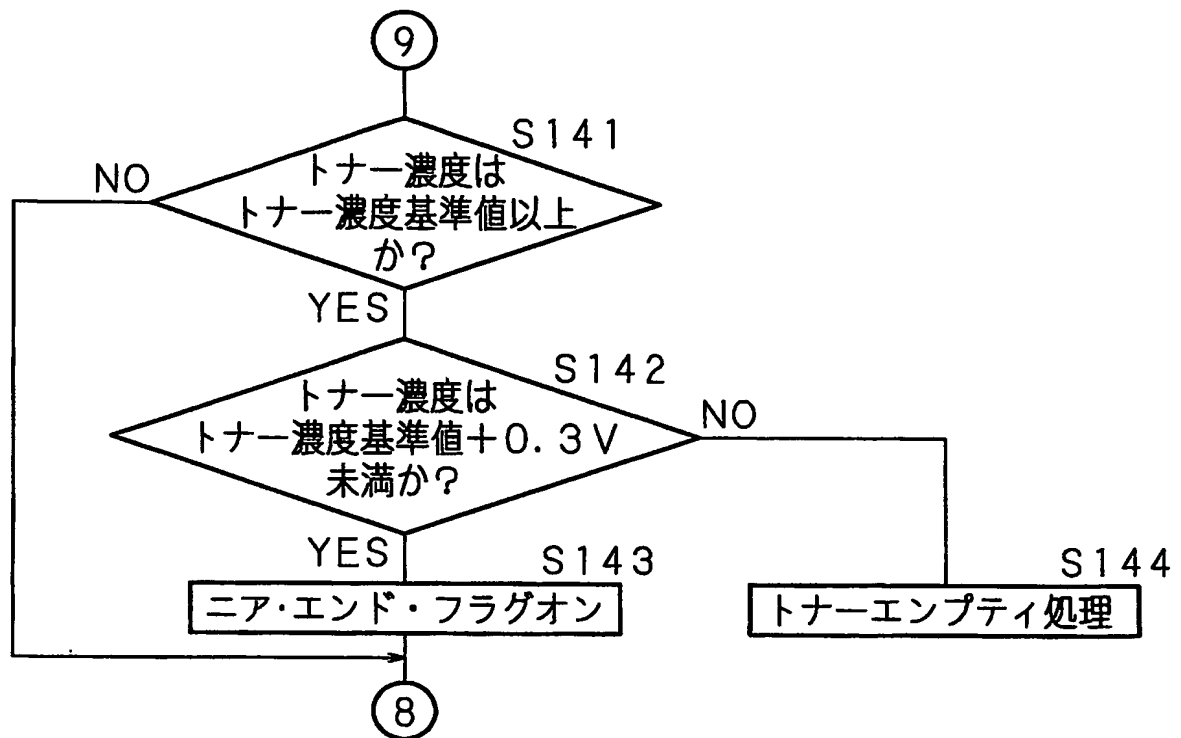 9
S141
NO
トナー濃度は
トナー濃度基準値以上
か?
YES
S142
トナー濃度は
トナー濃度基準値+0.3V
未満か?
NO
YES
S143
ニア・エンド・フラグオン
S144
トナーエンプティ処理
8